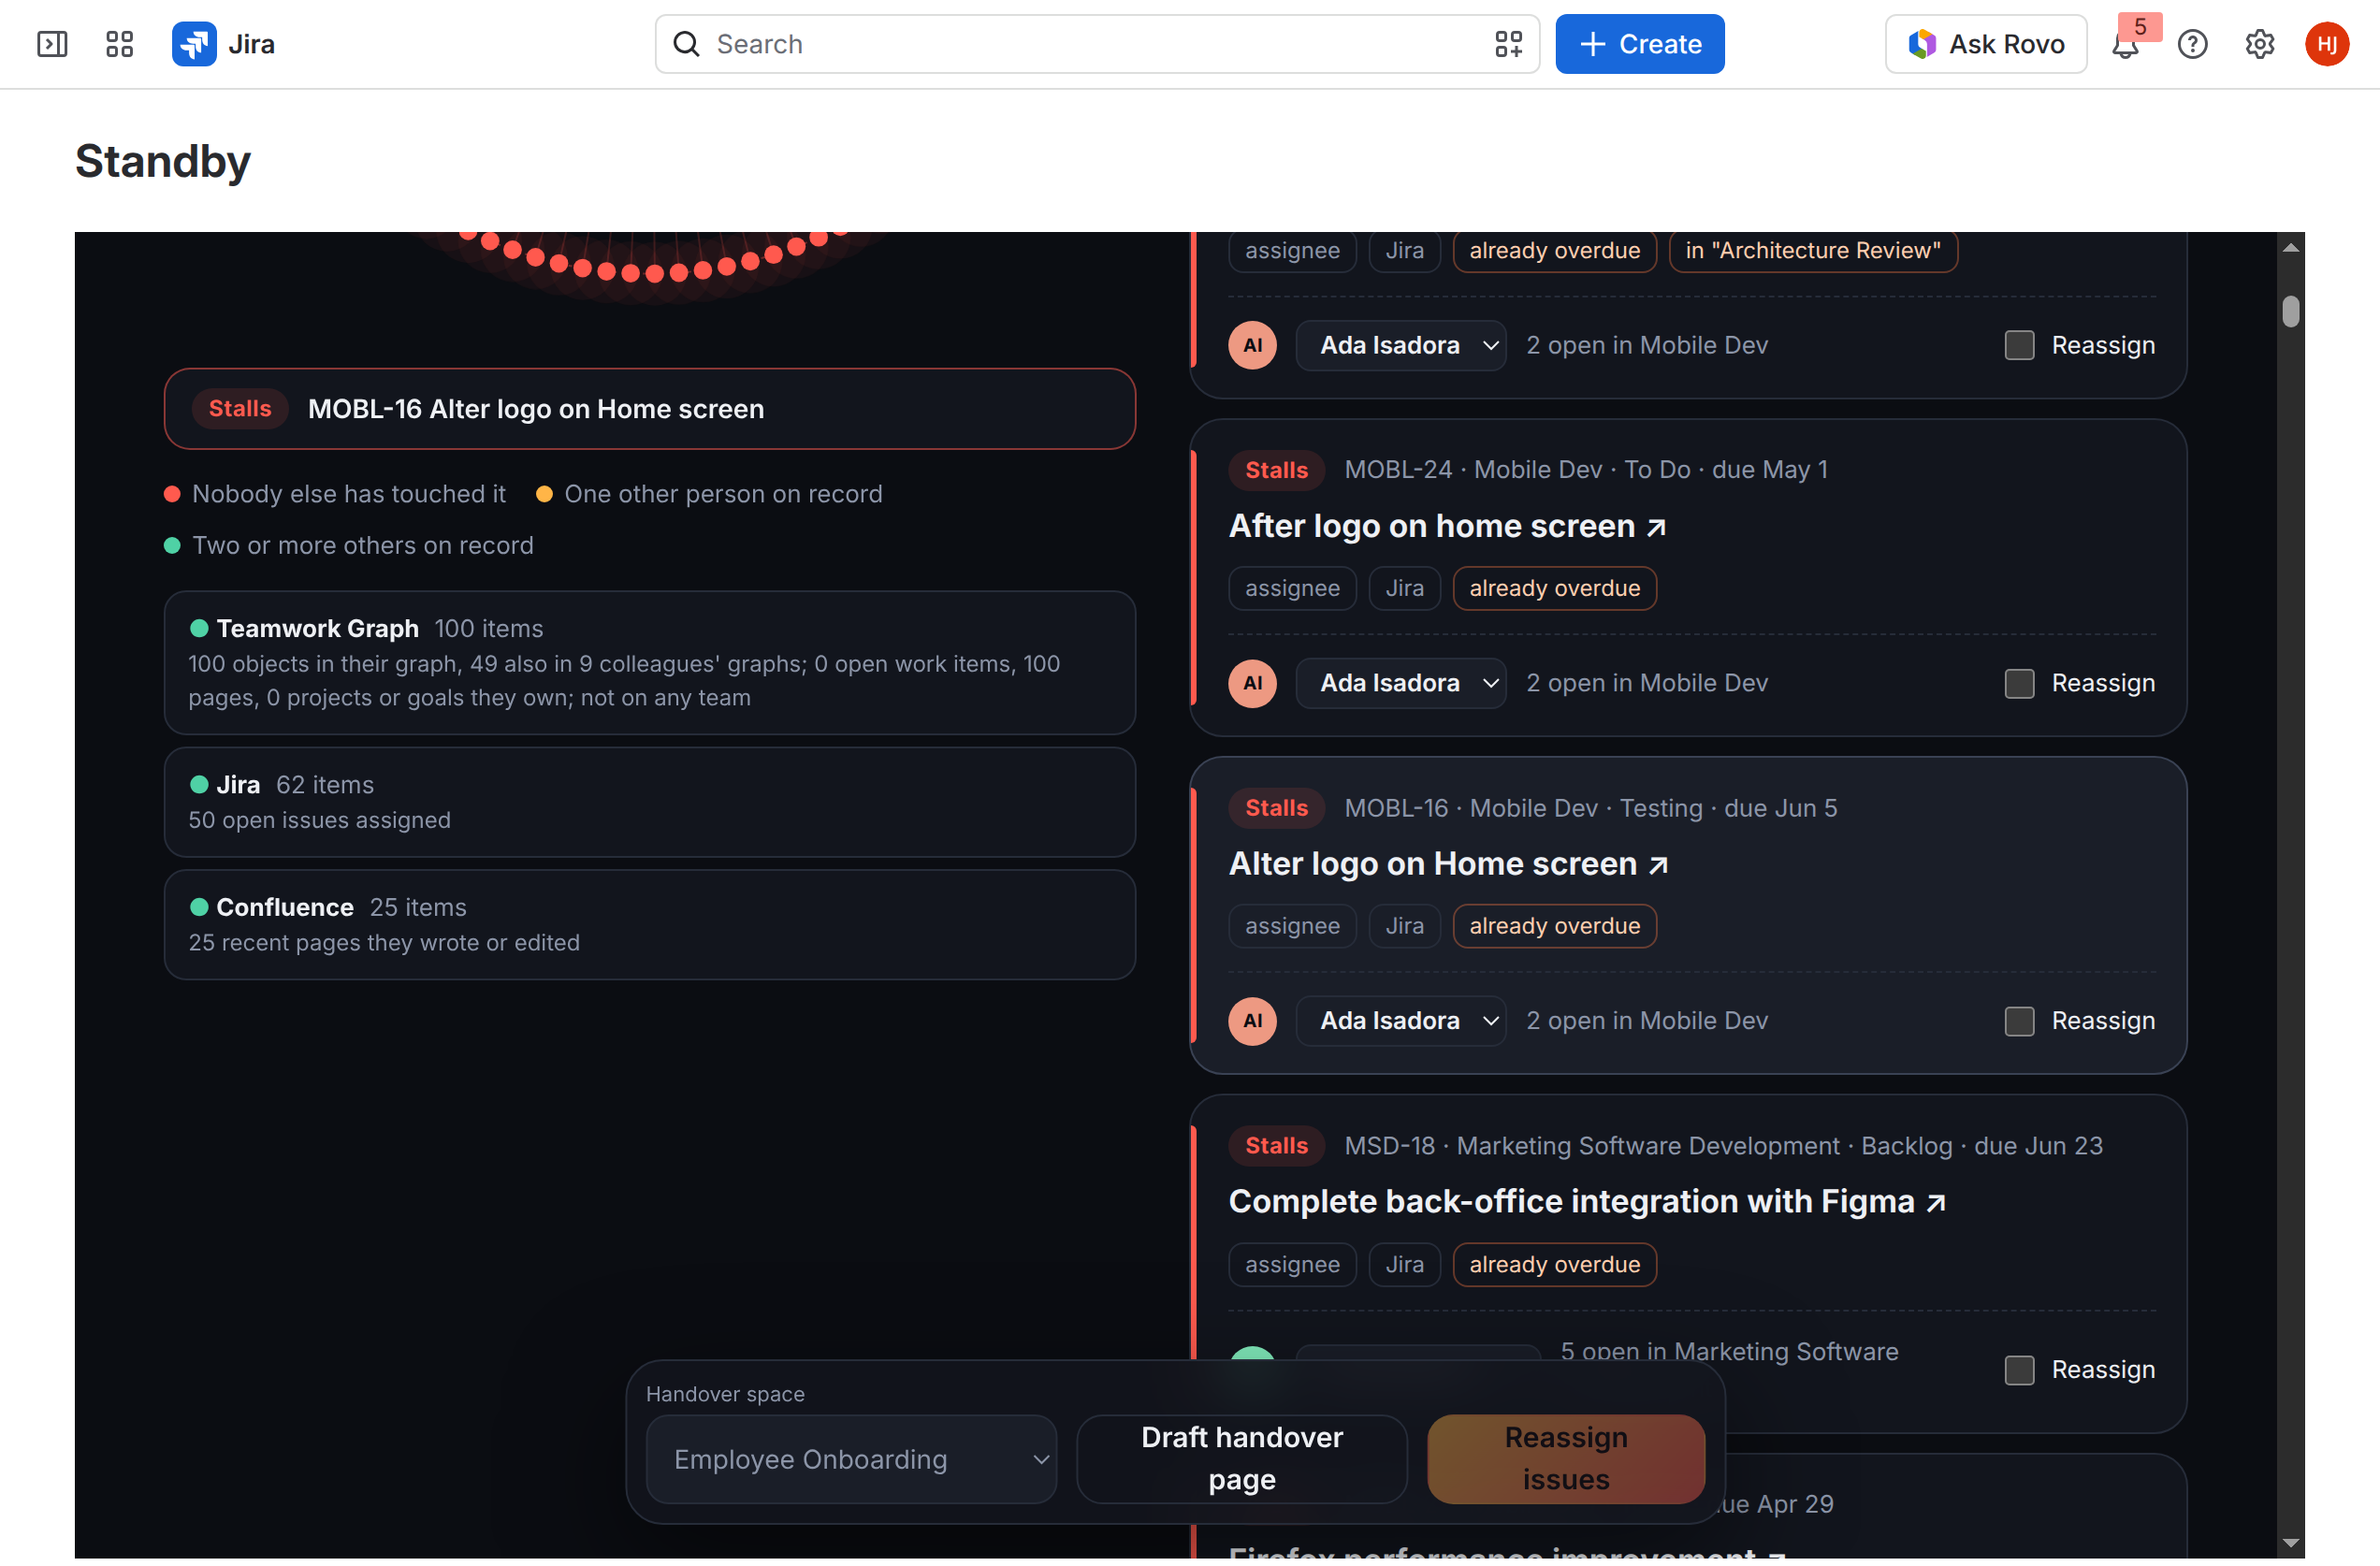 Jira
Search
Create
Ask Rovo
5
HJ
Standby
Stalls MOBL-16 Alter logo on Home screen
Nobody else has touched it One other person on record
Two or more others on record
Teamwork Graph 100 items
100 objects in their graph, 49 also in 9 colleagues' graphs; 0 open work items, 100
pages, 0 projects or goals they own; not on any team
Jira 62 items
50 open issues assigned
Confluence 25 items
25 recent pages they wrote or edited
assignee Jira already overdue in "Architecture Review"
AI Ada Isadora 2 open in Mobile Dev Reassign
Stalls MOBL-24 · Mobile Dev · To Do · due May 1
After logo on home screen ↗
assignee Jira already overdue
AI Ada Isadora 2 open in Mobile Dev Reassign
Stalls MOBL-16 · Mobile Dev · Testing · due Jun 5
Alter logo on Home screen ↗
assignee Jira already overdue
AI Ada Isadora 2 open in Mobile Dev Reassign
Stalls MSD-18 · Marketing Software Development · Backlog · due Jun 23
Complete back-office integration with Figma ↗
assignee Jira already overdue
5 open in Marketing Software
Reassign
due Apr 29
Firefox performance improvement ↗
Handover space
Employee Onboarding
Draft handover
page
Reassign
issues